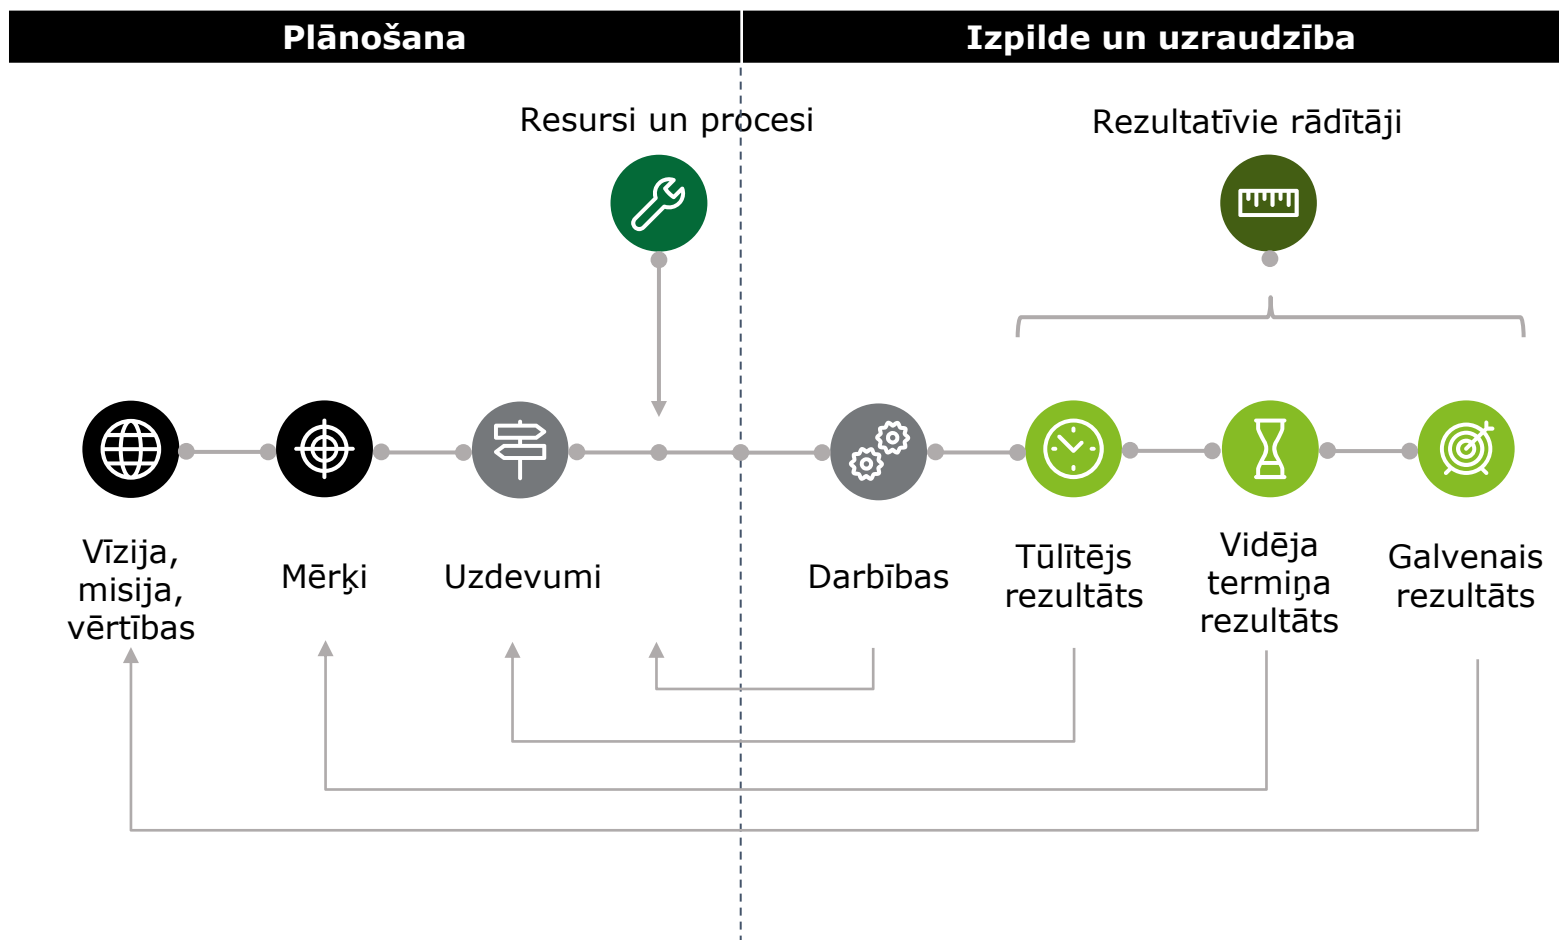 Plānošana
Izpilde un uzraudzība
Resursi un procesi
Rezultatīvie rādītāji
Vīzija,
misija,
vērtības
Mērķi
Uzdevumi
Darbības
Tūlītējs
rezultāts
Vidēja
termiņa
rezultāts
Galvenais
rezultāts